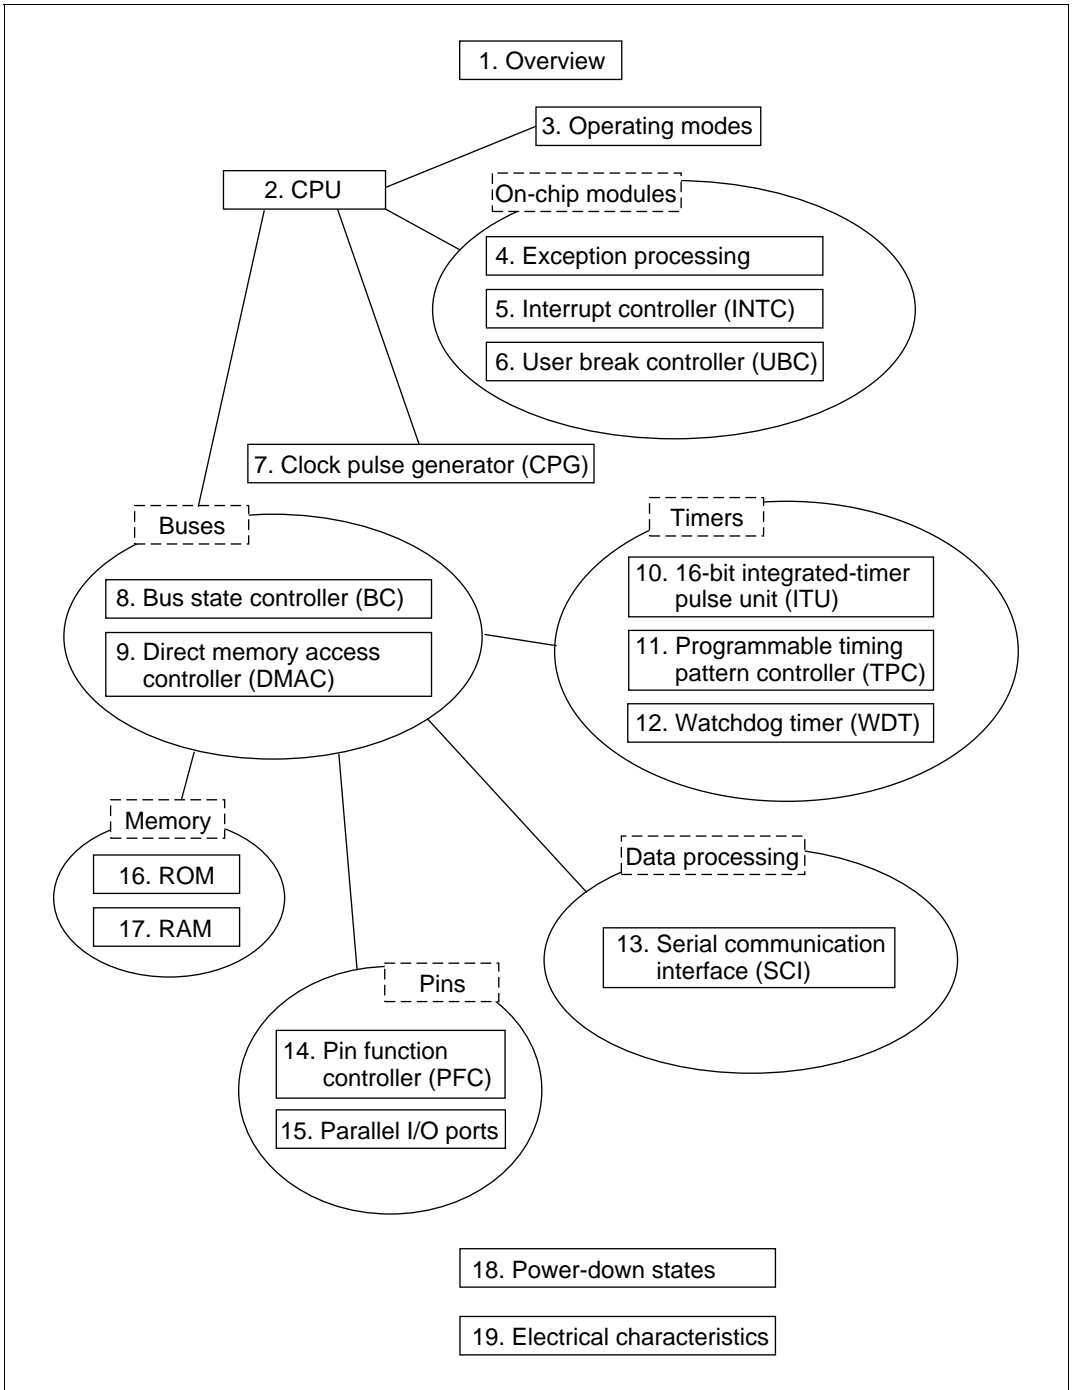 1. Overview
3. Operating modes
2. CPU
On-chip modules
4. Exception processing
5. Interrupt controller (INTC)
6. User break controller (UBC)
7. Clock pulse generator (CPG)
Buses
8. Bus state controller (BC)
9. Direct memory access
controller (DMAC)
Timers
10. 16-bit integrated-timer
pulse unit (ITU)
11. Programmable timing
pattern controller (TPC)
12. Watchdog timer (WDT)
Memory
16. ROM
17. RAM
Data processing
13. Serial communication
interface (SCI)
Pins
14. Pin function
controller (PFC)
15. Parallel I/O ports
18. Power-down states
19. Electrical characteristics